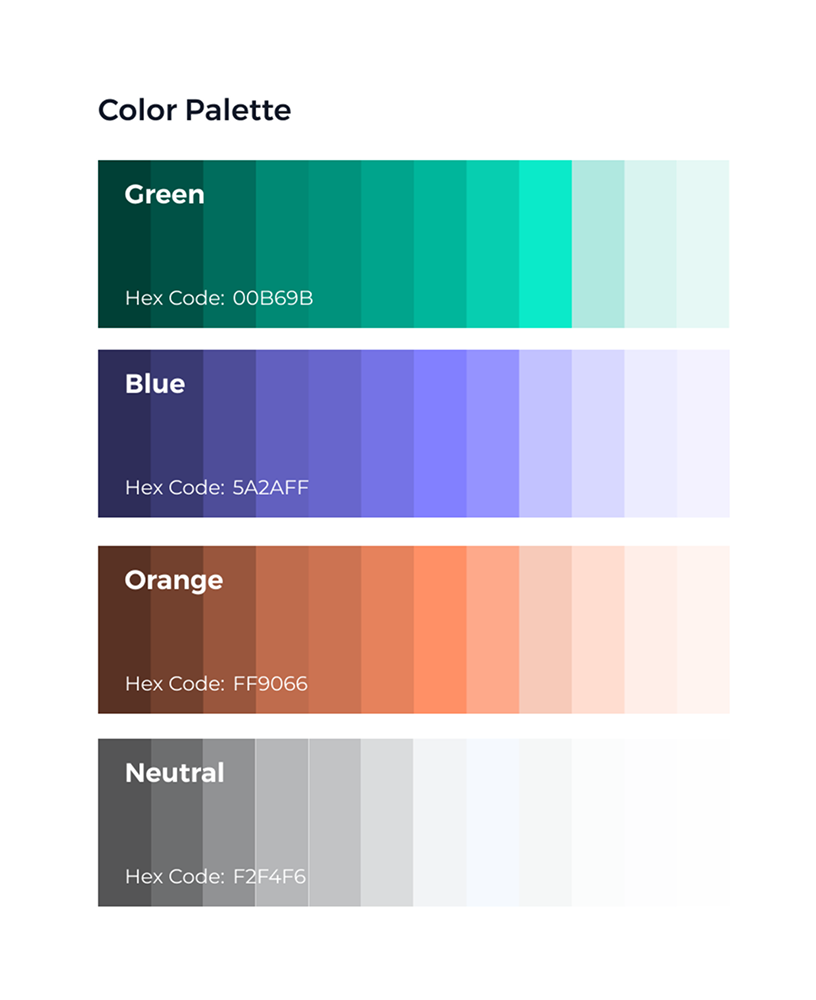 Color Palette
Green
Hex Code: 00B69B
Blue
Hex Code: 5A2AFF
Orange
Hex Code: FF9066
Neutral
Hex Code: F2F4F6